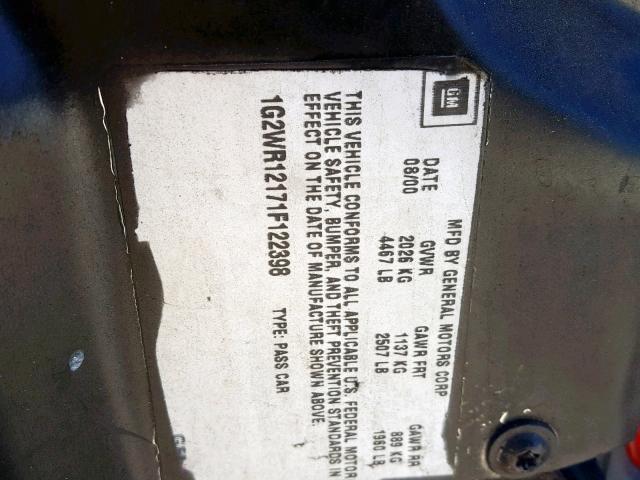 GM
MFD BY GENERAL MOTORS CORP
DATE GVWR GAWR FRT GAWR RR
08/00 2026 KG 1137 KG 889 KG
4467 LB 2507 LB 1960 LB
THIS VEHICLE CONFORMS TO ALL APPLICABLE U.S. FEDERAL MOTOR
VEHICLE SAFETY, BUMPER, AND THEFT PREVENTION STANDARDS IN
EFFECT ON THE DATE OF MANUFACTURE SHOWN ABOVE.
1G2WR12171F122398 TYPE: PASS CAR